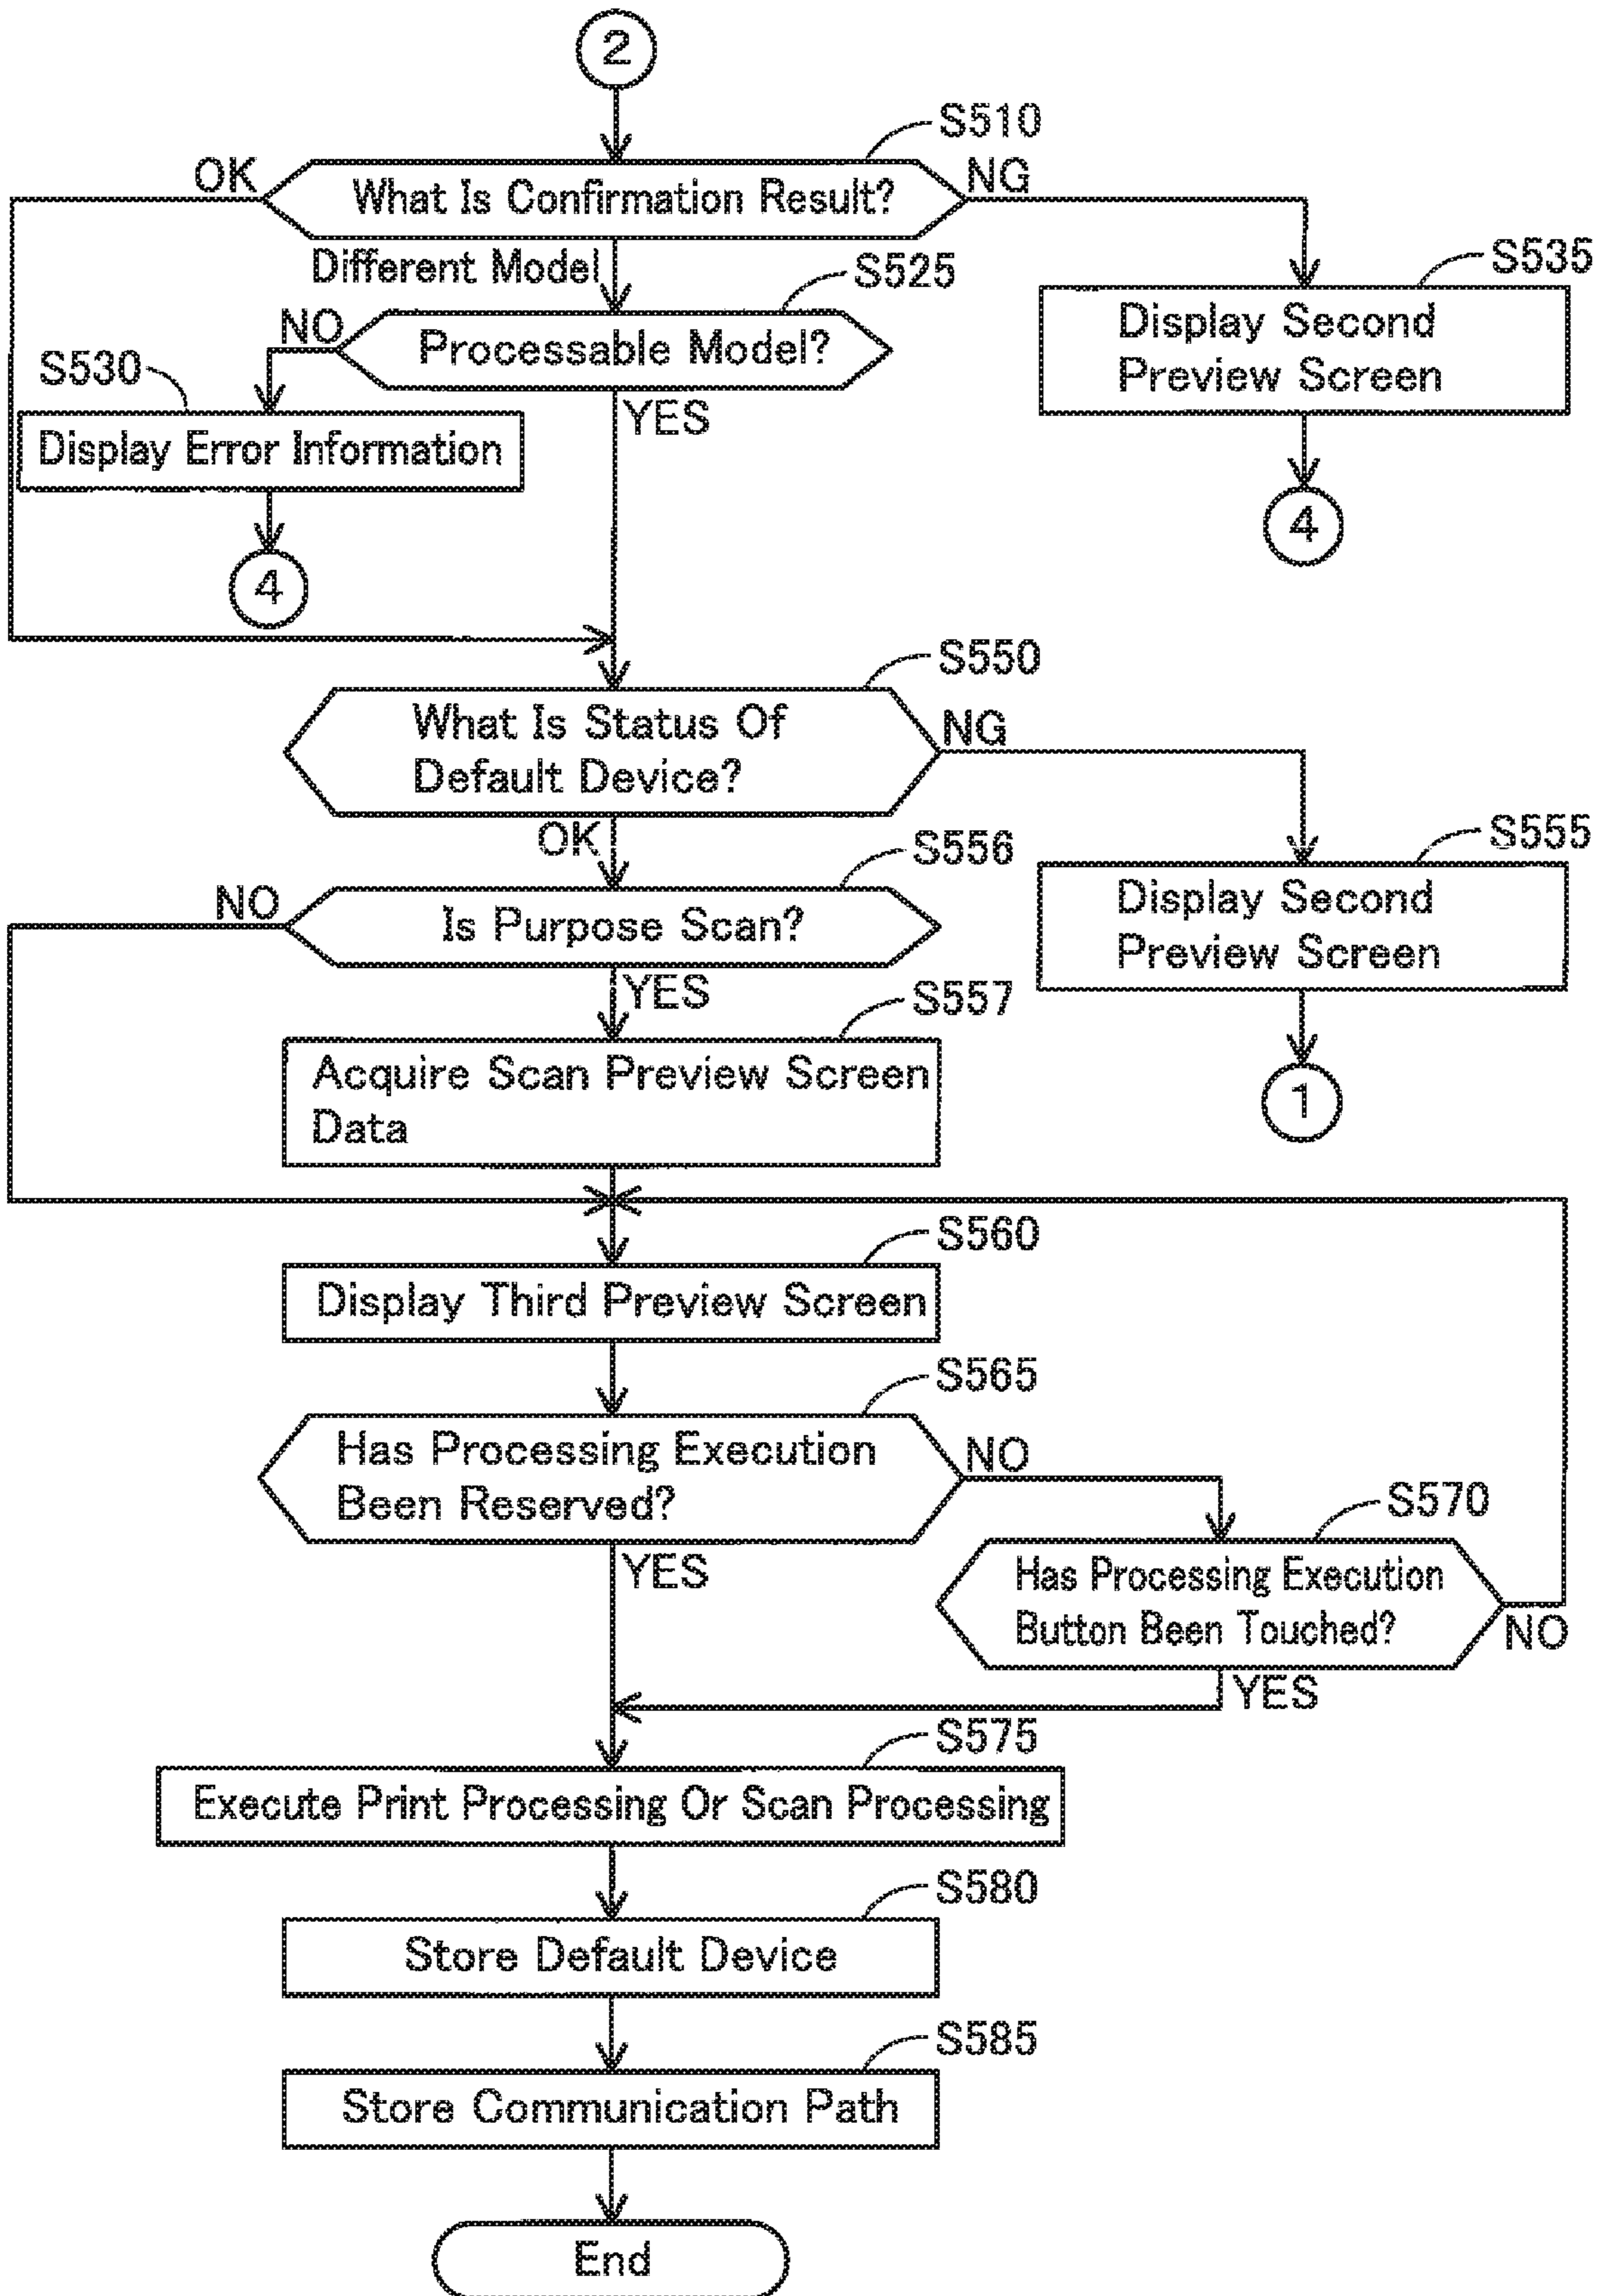 2
S510
OK
What Is Confirmation Result?
NG
Different Model
S525
S535
NO
Processable Model?
Display Second
Preview Screen
S530
YES
Display Error Information
4
4
S550
What Is Status Of
Default Device?
NG
OK
S556
S555
NO
Is Purpose Scan?
Display Second
Preview Screen
YES
S557
Acquire Scan Preview Screen
Data
1
S560
Display Third Preview Screen
S565
Has Processing Execution
Been Reserved?
NO
S570
YES
Has Processing Execution
Button Been Touched?
NO
YES
S575
Execute Print Processing Or Scan Processing
S580
Store Default Device
S585
Store Communication Path
End